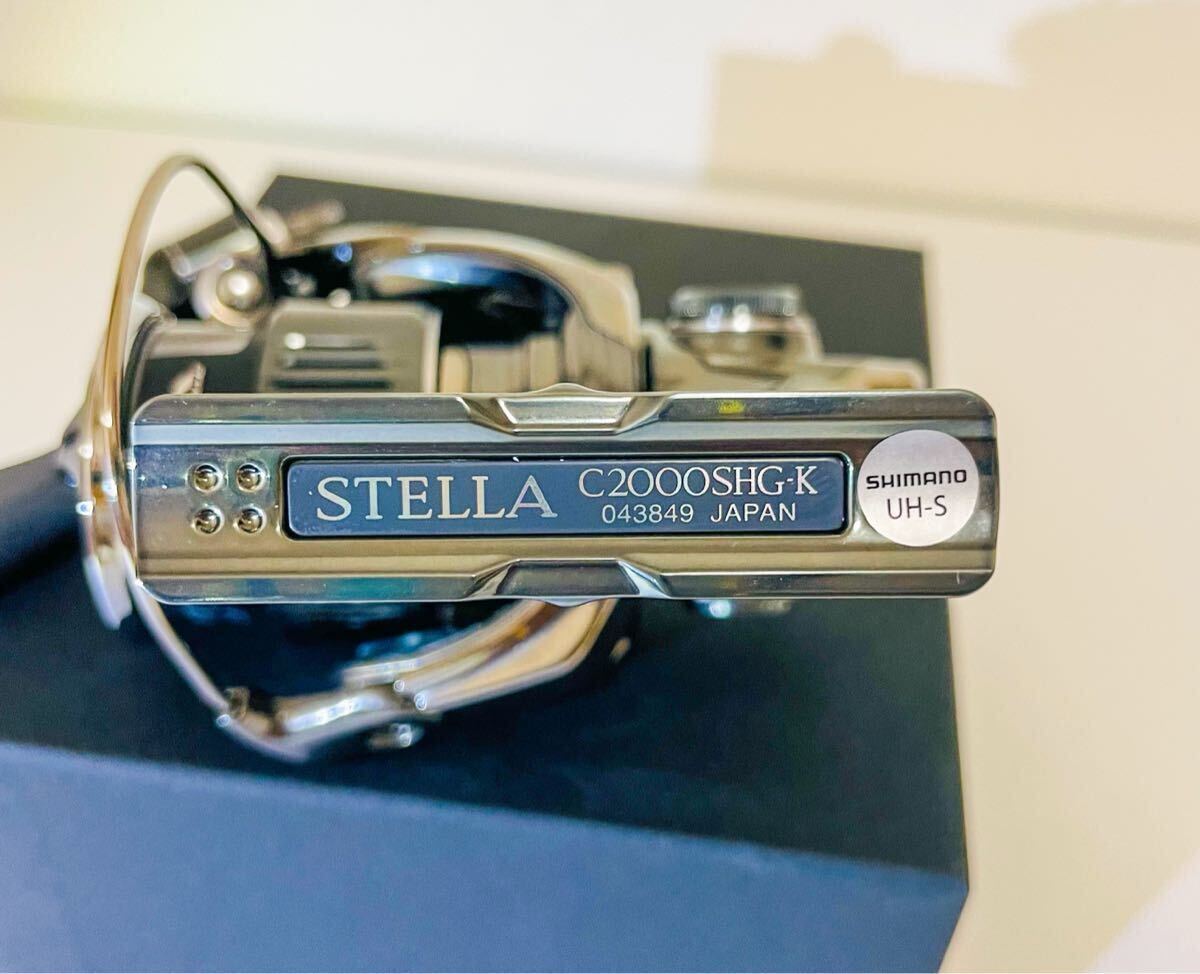 STELLA
C2000SHG-K
043849 JAPAN
SHIMANO
UH-S